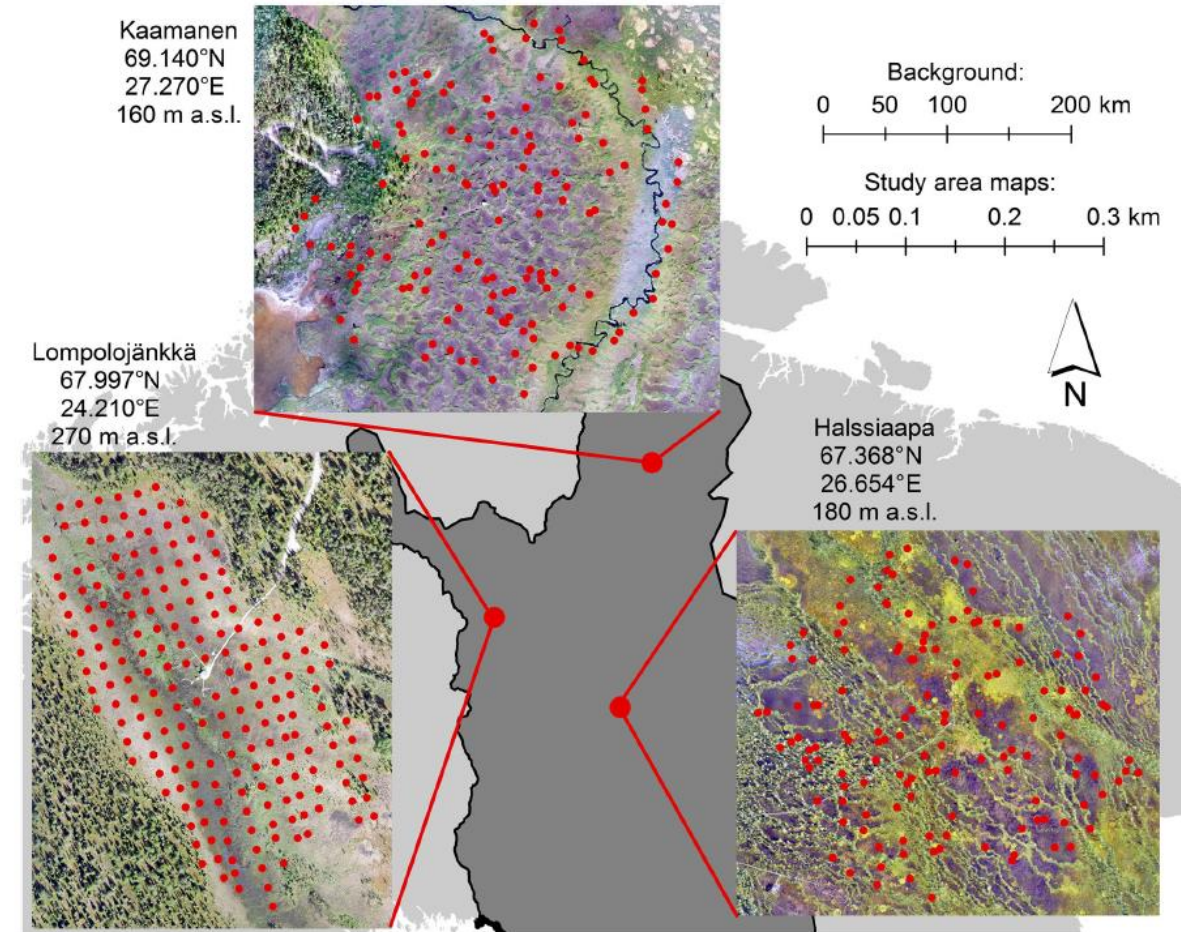 Kaamanen
69.140°N
27.270°E
160 m a.s.l.
Background:
0 50 100 200 km
Study area maps:
0 0.05 0.1 0.2 0.3 km
N
Lompolojänkkä
67.997°N
24.210°E
270 m a.s.l.
Halssiaapa
67.368°N
26.654°E
180 m a.s.l.